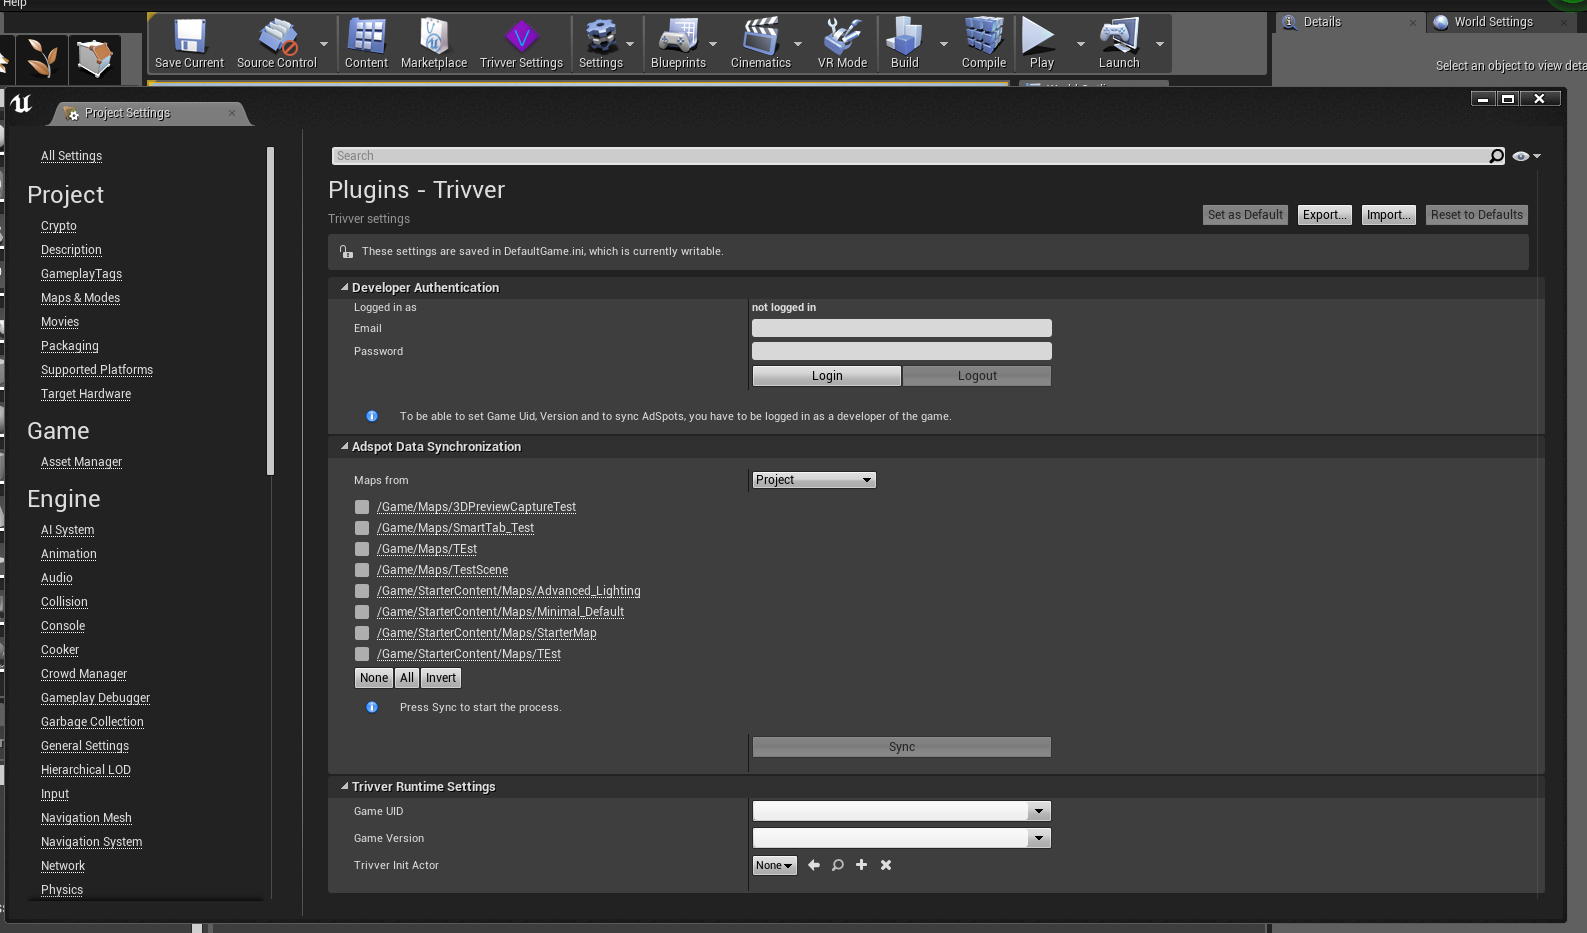 Help
Save Current
Source Control
Content
Marketplace
Trivver Settings
Settings
Blueprints
Cinematics
VR Mode
Build
Compile
Play
Launch
Details
World Settings
Select an object to view deta
Project Settings
All Settings
Project
Crypto
Description
GameplayTags
Maps & Modes
Movies
Packaging
Supported Platforms
Target Hardware
Game
Asset Manager
Engine
AI System
Animation
Audio
Collision
Console
Cooker
Crowd Manager
Gameplay Debugger
Garbage Collection
General Settings
Hierarchical LOD
Input
Navigation Mesh
Navigation System
Network
Physics
Search
Plugins - Trivver
Trivver settings
Set as Default
Export...
Import...
Reset to Defaults
These settings are saved in DefaultGame.ini, which is currently writable.
Developer Authentication
Logged in as
not logged in
Email
Password
Login
Logout
To be able to set Game Uid, Version and to sync AdSpots, you have to be logged in as a developer of the game.
Adspot Data Synchronization
Maps from
Project
/Game/Maps/3DPreviewCaptureTest
/Game/Maps/SmartTab_Test
/Game/Maps/TEst
/Game/Maps/TestScene
/Game/StarterContent/Maps/Advanced_Lighting
/Game/StarterContent/Maps/Minimal_Default
/Game/StarterContent/Maps/StarterMap
/Game/StarterContent/Maps/TEst
None
All
Invert
Press Sync to start the process.
Sync
Trivver Runtime Settings
Game UID
Game Version
Trivver Init Actor
None